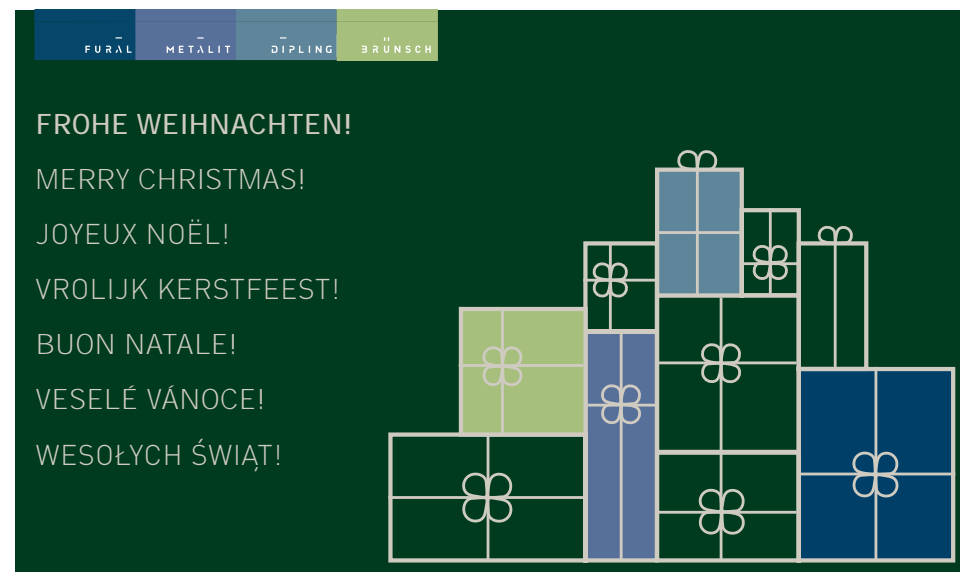 FURAL METALIT DIPLING BRÜNSCH
FROHE WEIHNACHTEN!
MERRY CHRISTMAS!
JOYEUX NOËL!
VROLIJK KERSTFEEST!
BUON NATALE!
VESELÉ VÁNOCE!
WESOŁYCH ŚWIĄT!